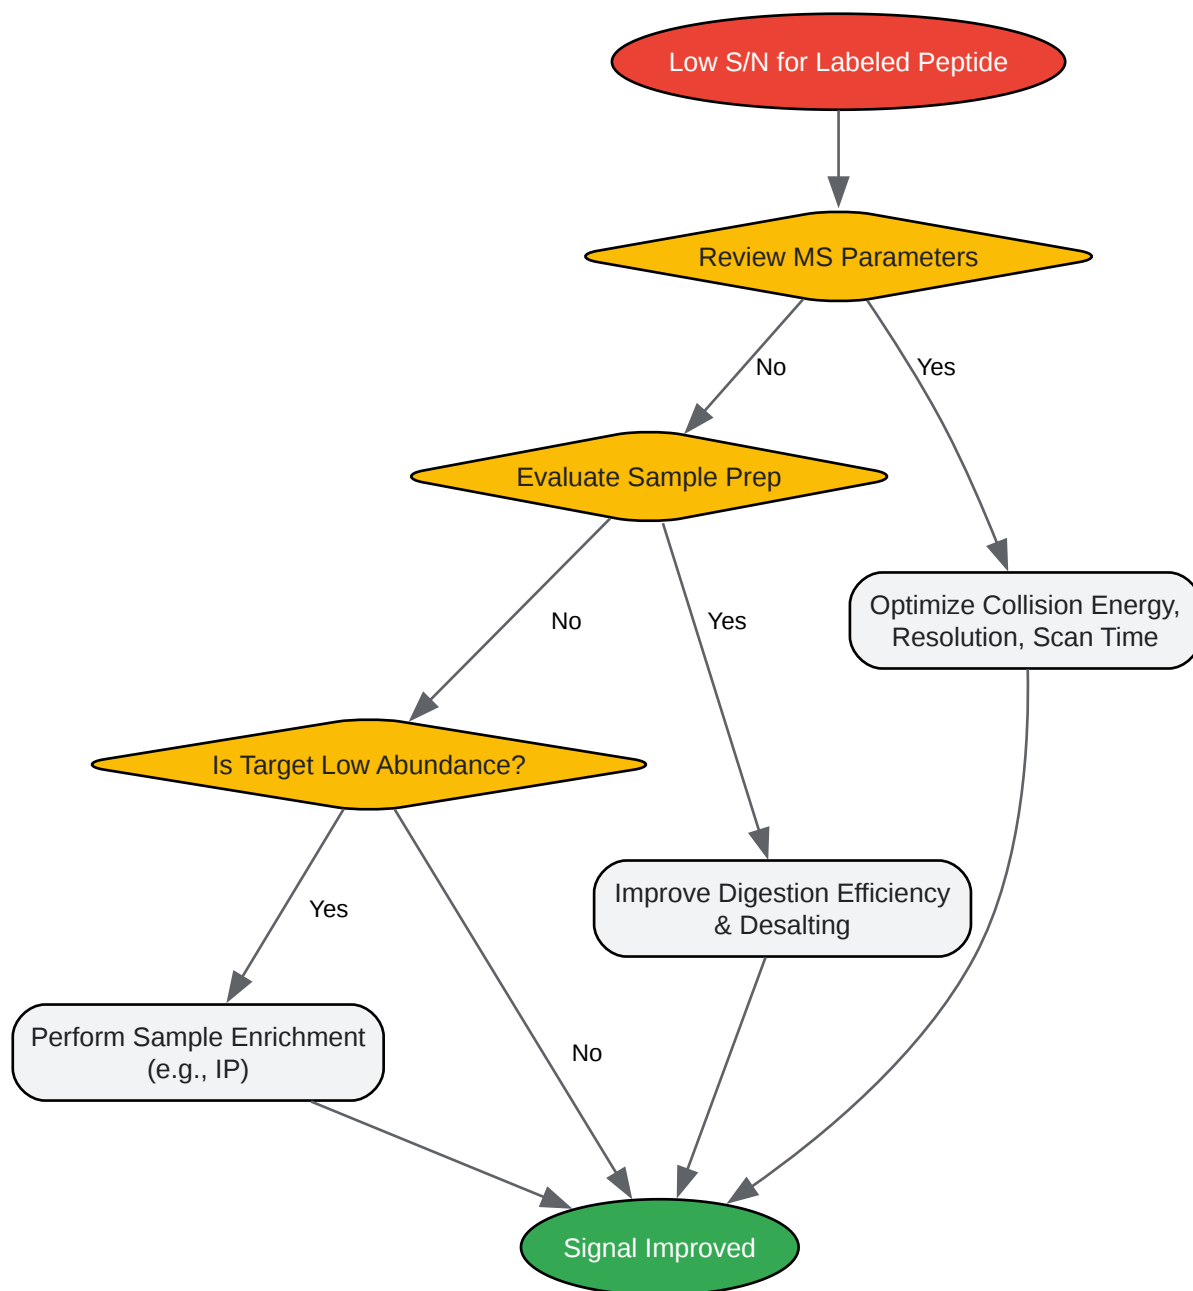 Low S/N for Labeled Peptide
Review MS Parameters
No
Yes
Evaluate Sample Prep
Optimize Collision Energy,
Resolution, Scan Time
No
Yes
Is Target Low Abundance?
Improve Digestion Efficiency
& Desalting
Yes
Perform Sample Enrichment
(e.g., IP)
No
Signal Improved